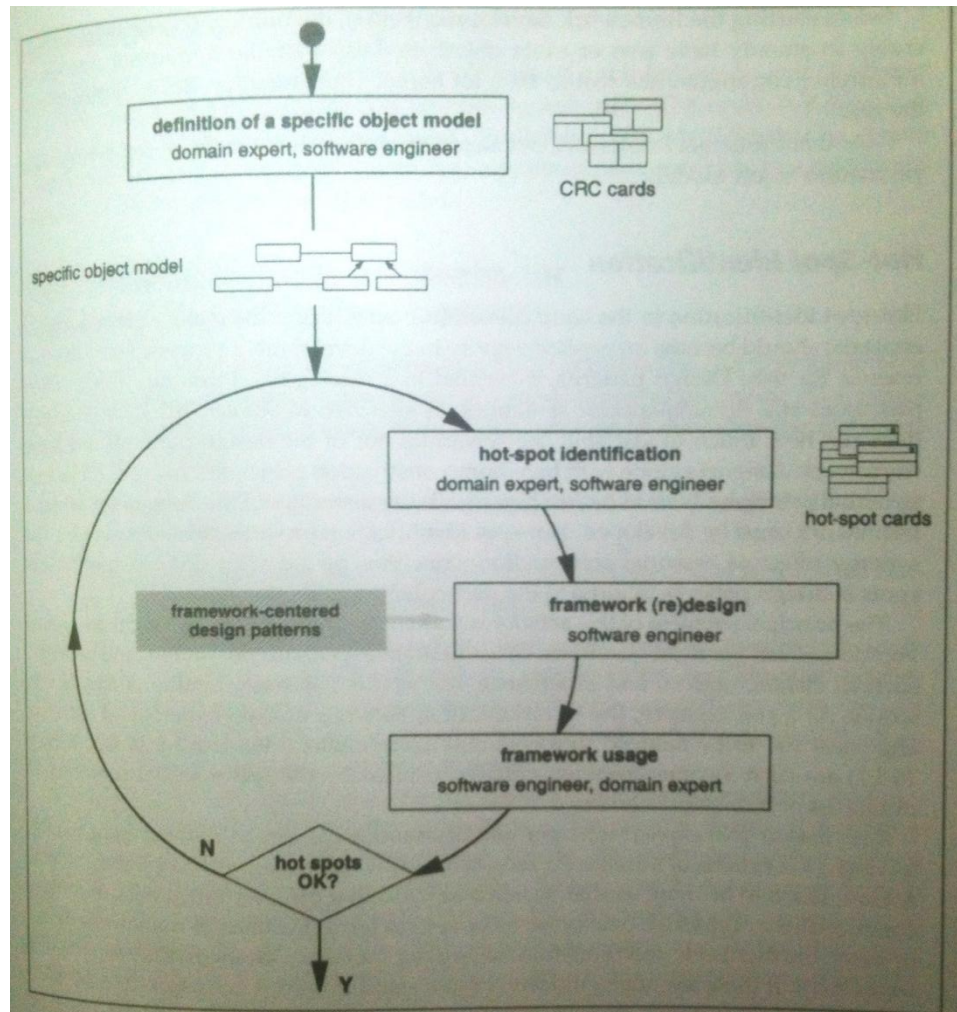 definition of a specific object model
domain expert, software engineer
CRC cards
specific object model
hot-spot identification
domain expert, software engineer
hot-spot cards
framework-centered
design patterns
framework (re)design
software engineer
framework usage
software engineer, domain expert
N
hot spots
OK?
Y